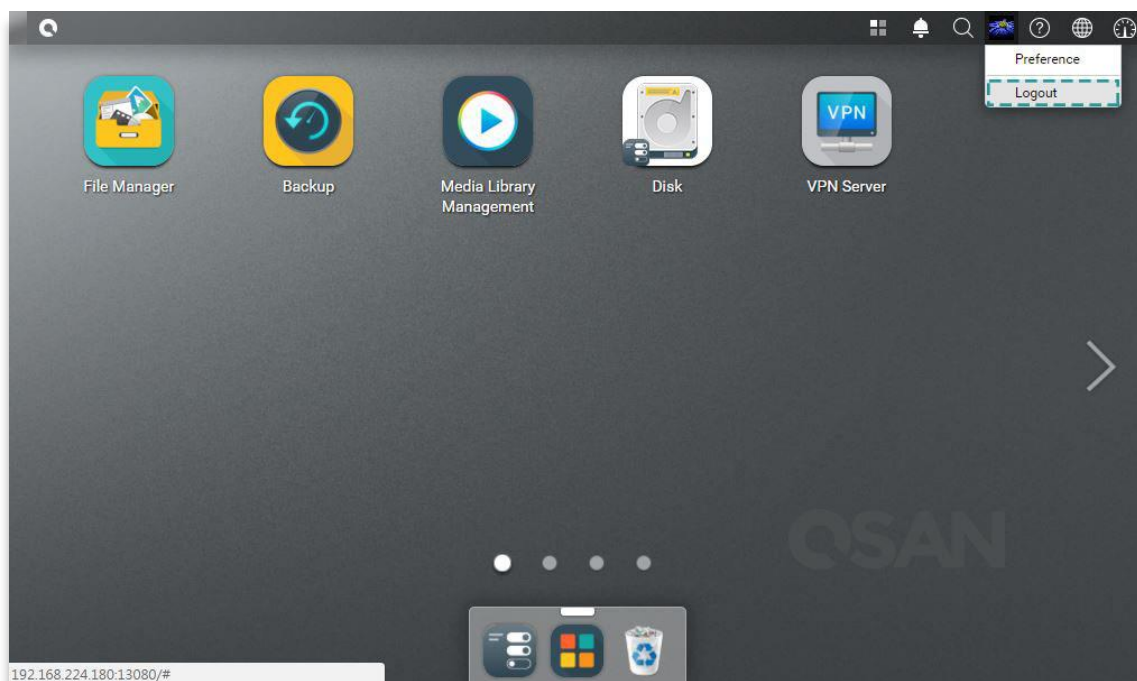 Preference
Logout
VPN
File Manager
Backup
Media Library
Management
Disk
VPN Server
QSAN
192.168.224.180:13080/#